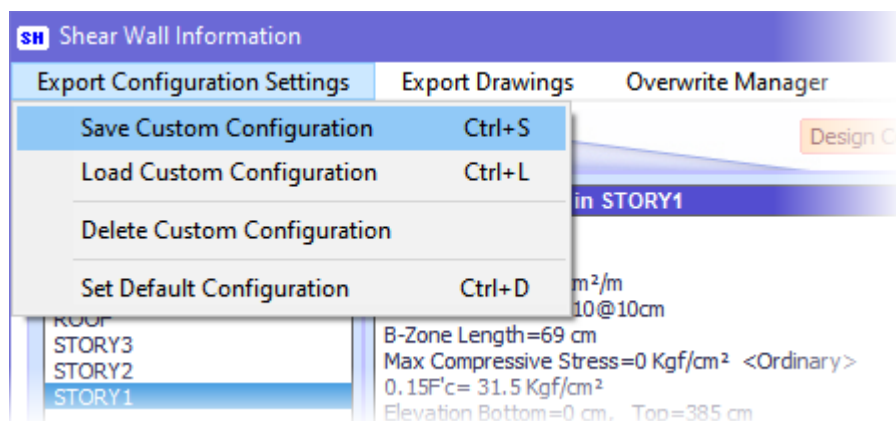 SH Shear Wall Information
Export Configuration Settings Export Drawings Overwrite Manager
Save Custom Configuration Ctrl+S
Design C
Load Custom Configuration Ctrl+L
in STORY1
Delete Custom Configuration
Set Default Configuration Ctrl+D
m²/m
10@10cm
ROOF
STORY3
STORY2
STORY1
B-Zone Length=69 cm
Max Compressive Stress=0 Kgf/cm² <Ordinary>
0.15F'c= 31.5 Kgf/cm²
Elevation Bottom=0 cm, Top=385 cm